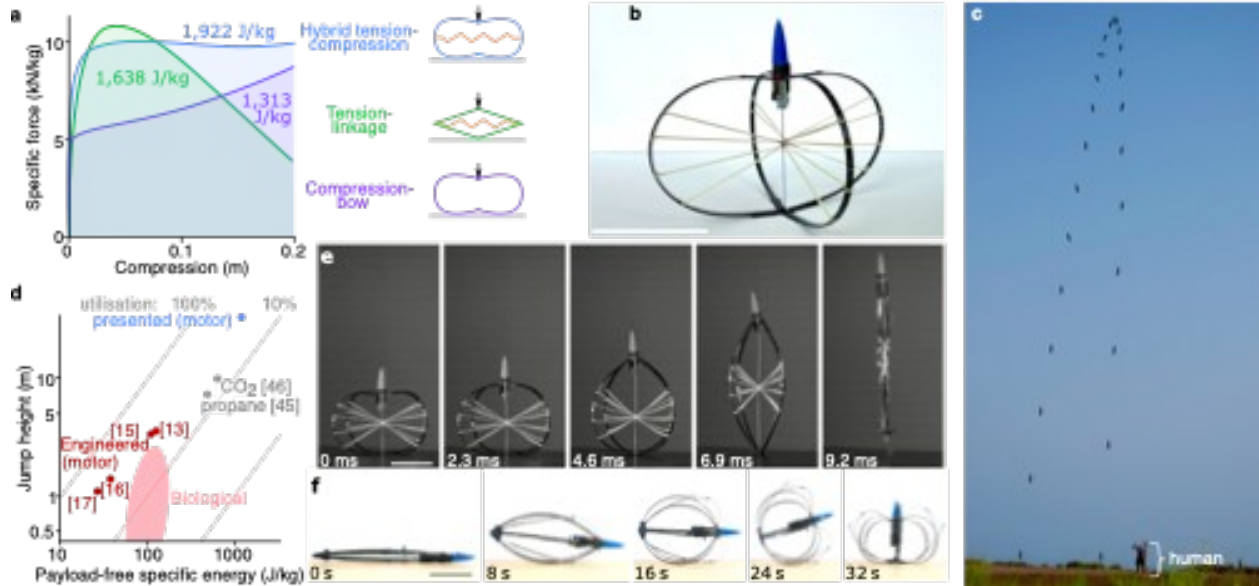 a
Specific force (kN/kg)
10
5
0
0
0.1
0.2
Compression (m)
1,922 J/kg
1,638 J/kg
1,313
J/kg
Hybrid tension-
compression
Tension-
linkage
Compression-
bow
b
c
human
d
utilisation: 100% 10%
presented (motor)
Jump height (m)
10
5
1
0.5
CO2 [46]
propane [45]
[15] [13]
Engineered
(motor)
[16]
[17]
Biological
10
100
1000
Payload-free specific energy (J/kg)
e
0 ms
2.3 ms
4.6 ms
6.9 ms
9.2 ms
f
0 s
8 s
16 s
24 s
32 s